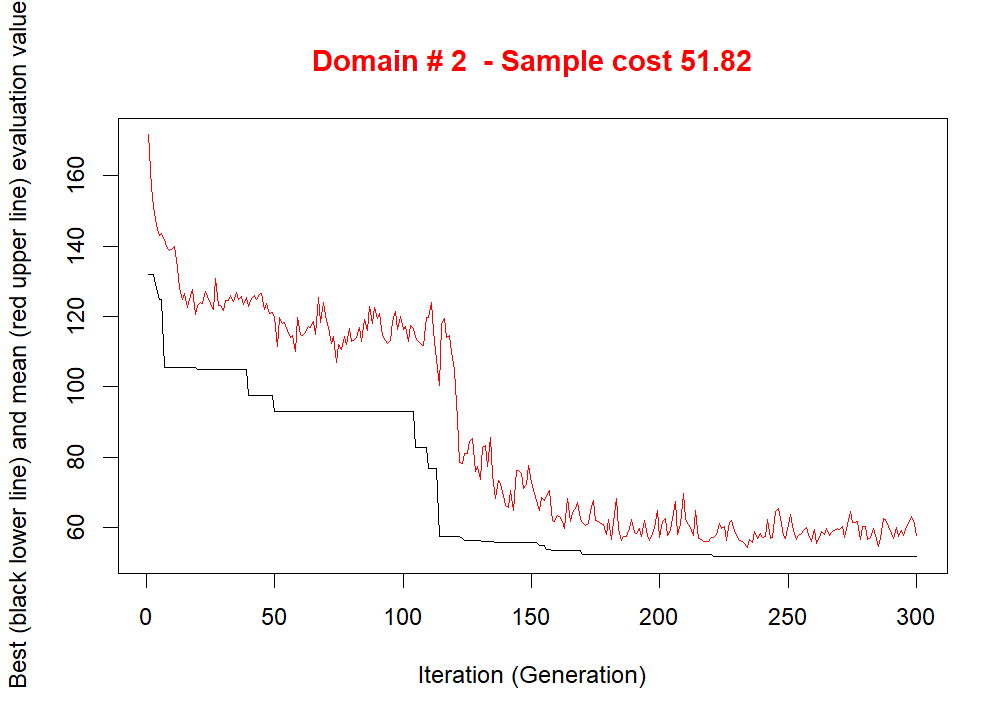 Domain # 2  - Sample cost 51.82
Best (black lower line) and mean (red upper line) evaluation value
160
140
120
100
80
60
0 50 100 150 200 250 300
Iteration (Generation)